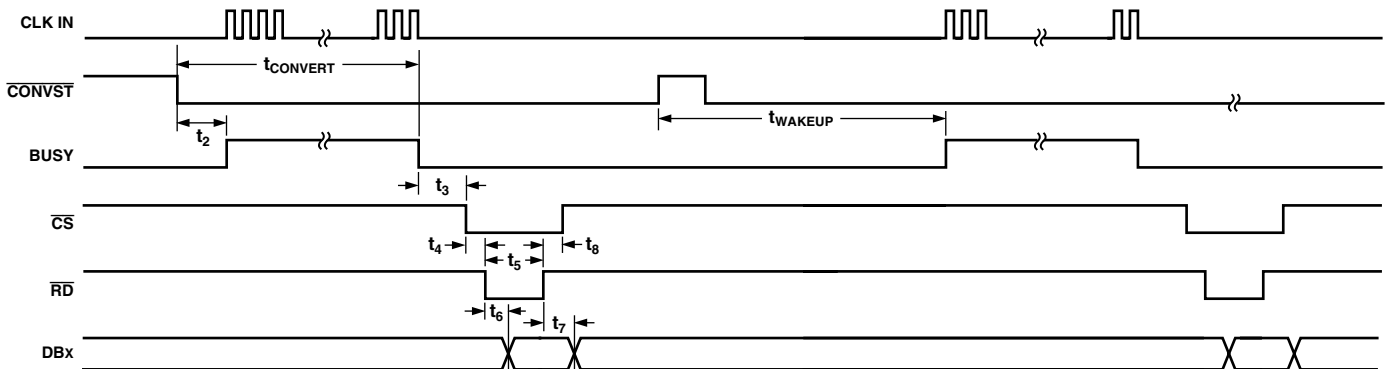 CLK IN
tCONVERT
CONVST
t2
tWAKEUP
BUSY
t3
CS
t4
t5
t8
RD
t6
t7
DBx